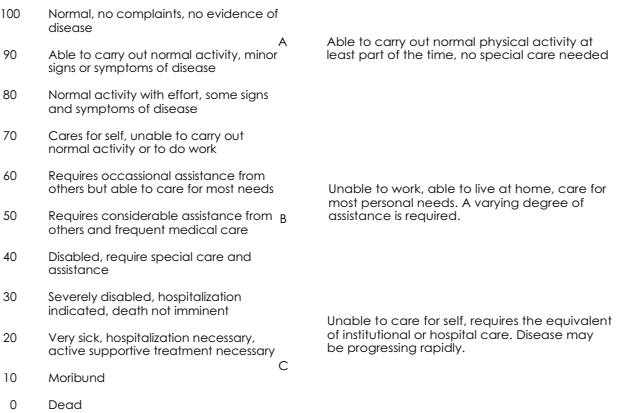 100 Normal, no complaints, no evidence of
disease
A Able to carry out normal physical activity at
least part of the time, no special care needed
90 Able to carry out normal activity, minor
signs or symptoms of disease
80 Normal activity with effort, some signs
and symptoms of disease
70 Cares for self, unable to carry out
normal activity or to do work
60 Requires occassional assistance from
others but able to care for most needs
50 Requires considerable assistance from
others and frequent medical care
B Unable to work, able to live at home, care for
most personal needs. A varying degree of
assistance is required.
40 Disabled, require special care and
assistance
30 Severely disabled, hospitalization
indicated, death not imminent
20 Very sick, hospitalization necessary,
active supportive treatment necessary
C Unable to care for self, requires the equivalent
of institutional or hospital care. Disease may
be progressing rapidly.
10 Moribund
0 Dead